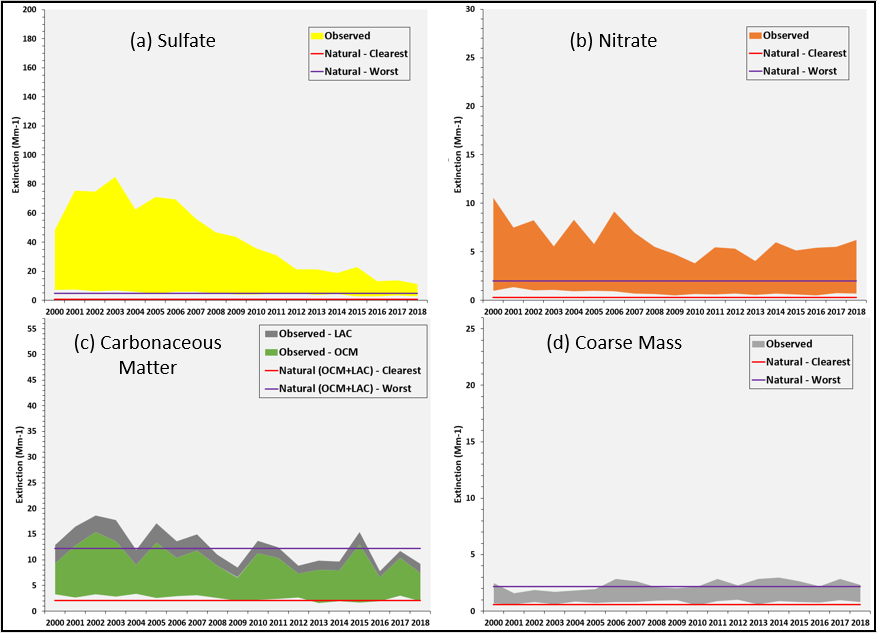 (a) Sulfate
Observed
Natural - Clearest
Natural - Worst
Extinction (Mm-1)
200
180
160
140
120
100
80
60
40
20
0
2000 2001 2002 2003 2004 2005 2006 2007 2008 2009 2010 2011 2012 2013 2014 2015 2016 2017 2018
(b) Nitrate
Observed
Natural - Clearest
Natural - Worst
Extinction (Mm-1)
30
25
20
15
10
5
0
2000 2001 2002 2003 2004 2005 2006 2007 2008 2009 2010 2011 2012 2013 2014 2015 2016 2017 2018
(c) Carbonaceous
Matter
Observed - LAC
Observed - OCM
Natural (OCM+LAC) - Clearest
Natural (OCM+LAC) - Worst
Extinction (Mm-1)
55
50
45
40
35
30
25
20
15
10
5
0
2000 2001 2002 2003 2004 2005 2006 2007 2008 2009 2010 2011 2012 2013 2014 2015 2016 2017 2018
(d) Coarse Mass
Observed
Natural - Clearest
Natural - Worst
Extinction (Mm-1)
25
20
15
10
5
0
2000 2001 2002 2003 2004 2005 2006 2007 2008 2009 2010 2011 2012 2013 2014 2015 2016 2017 2018